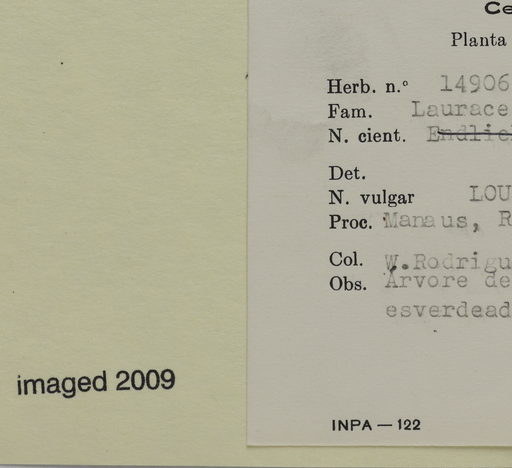 Ce
Planta
Herb. n.º 14906
Fam. Laurace
N. cient. Endlic
Det.
N. vulgar LOU
Proc. Manaus, R
Col. W.Rodrigu
Obs. Árvore de
esverdead
imaged 2009
INPA — 122